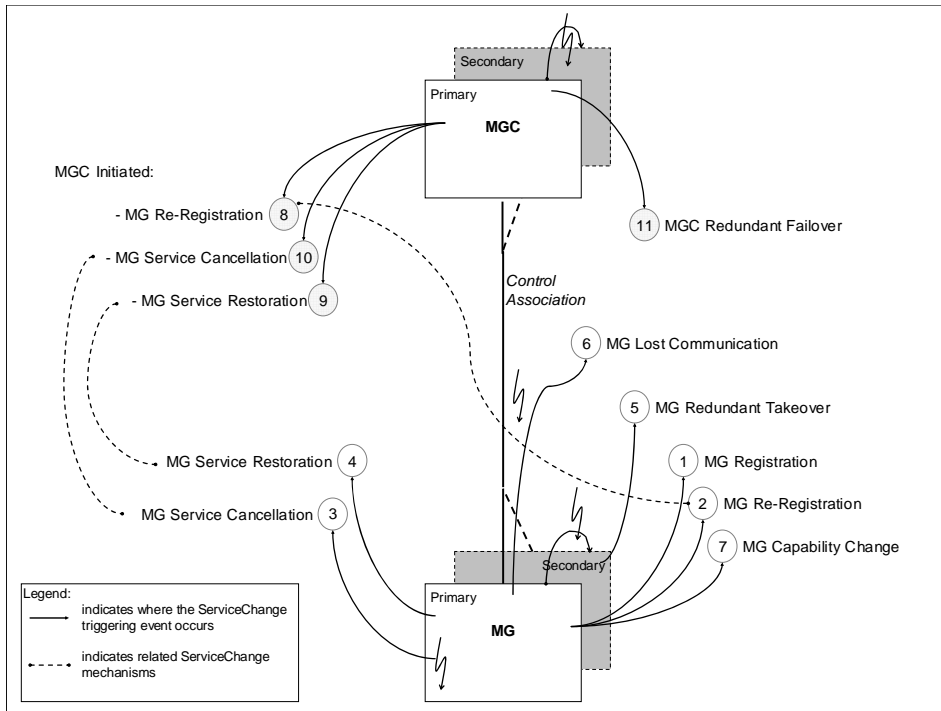 Secondary
Primary
MGC
MGC Initiated:
- MG Re-Registration 8
11 MGC Redundant Failover
- MG Service Cancellation 10
- MG Service Restoration 9
Control
Association
6 MG Lost Communication
5 MG Redundant Takeover
MG Service Restoration 4
1 MG Registration
2 MG Re-Registration
MG Service Cancellation 3
7 MG Capability Change
Secondary
Primary
MG
Legend:
indicates where the ServiceChange
triggering event occurs
indicates related ServiceChange
mechanisms